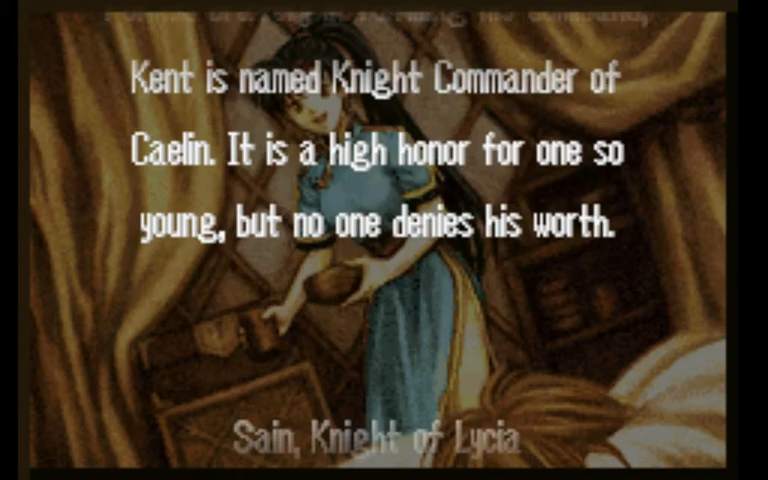 Kent is named Knight Commander of
Caelin. It is a high honor for one so
young, but no one denies his worth.
Sain, Knight of Lycia